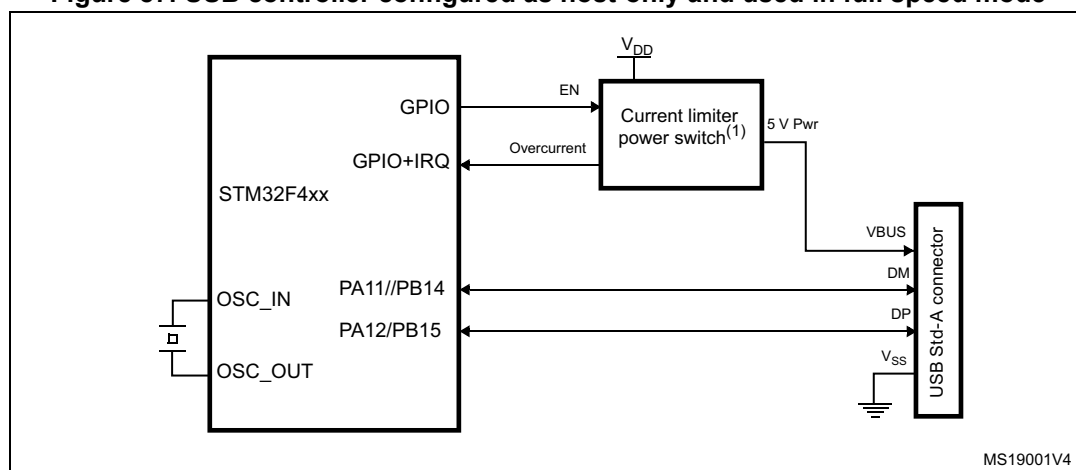 Figure USB controller configured as host-only and used in full speed mode
V_DD
EN
GPIO
Current limiter
power switch(1)
5 V Pwr
Overcurrent
GPIO+IRQ
STM32F4xx
VBUS
DM
OSC_IN
PA11//PB14
DP
PA12/PB15
V_SS
OSC_OUT
USB Std-A connector
MS19001V4